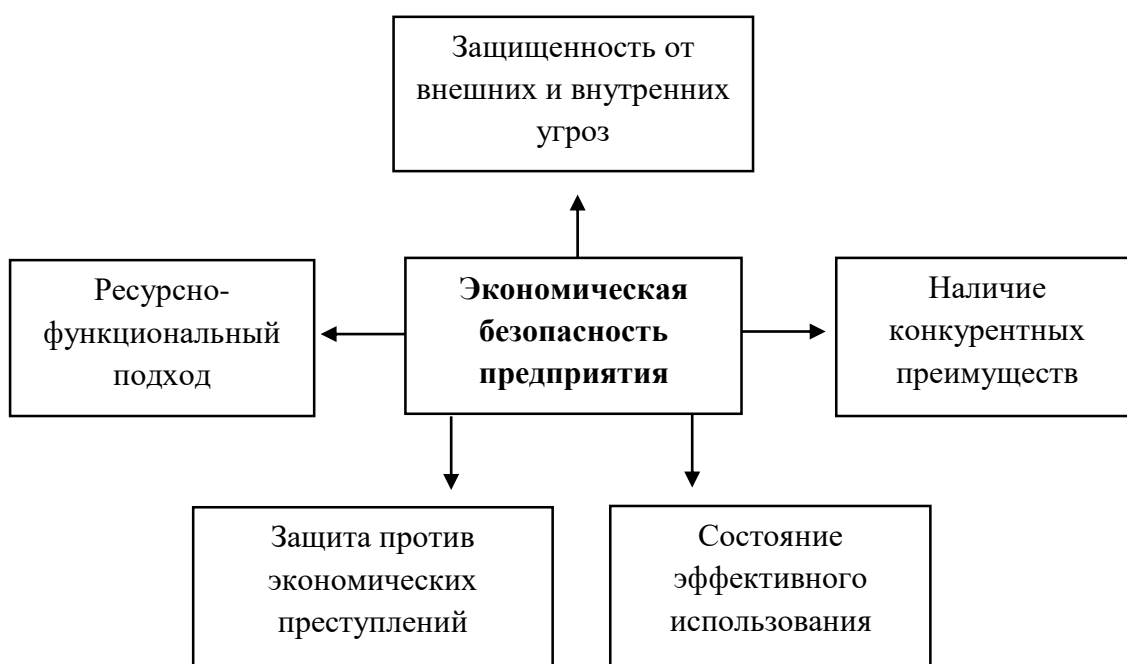 Защищенность от
внешних и внутренних
угроз
Ресурсно-
функциональный
подход
Экономическая
безопасность
предприятия
Наличие
конкурентных
преимуществ
Защита против
экономических
преступлений
Состояние
эффективного
использования